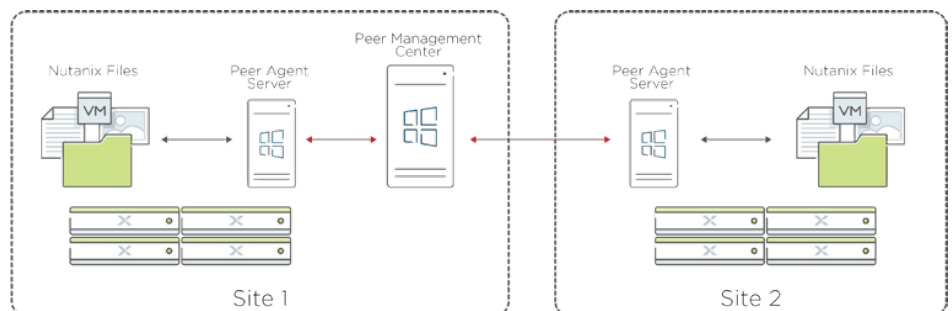 Peer Management
Center
Nutanix Files
Peer Agent
Server
VM
Site 1
Peer Agent
Server
Nutanix Files
VM
Site 2